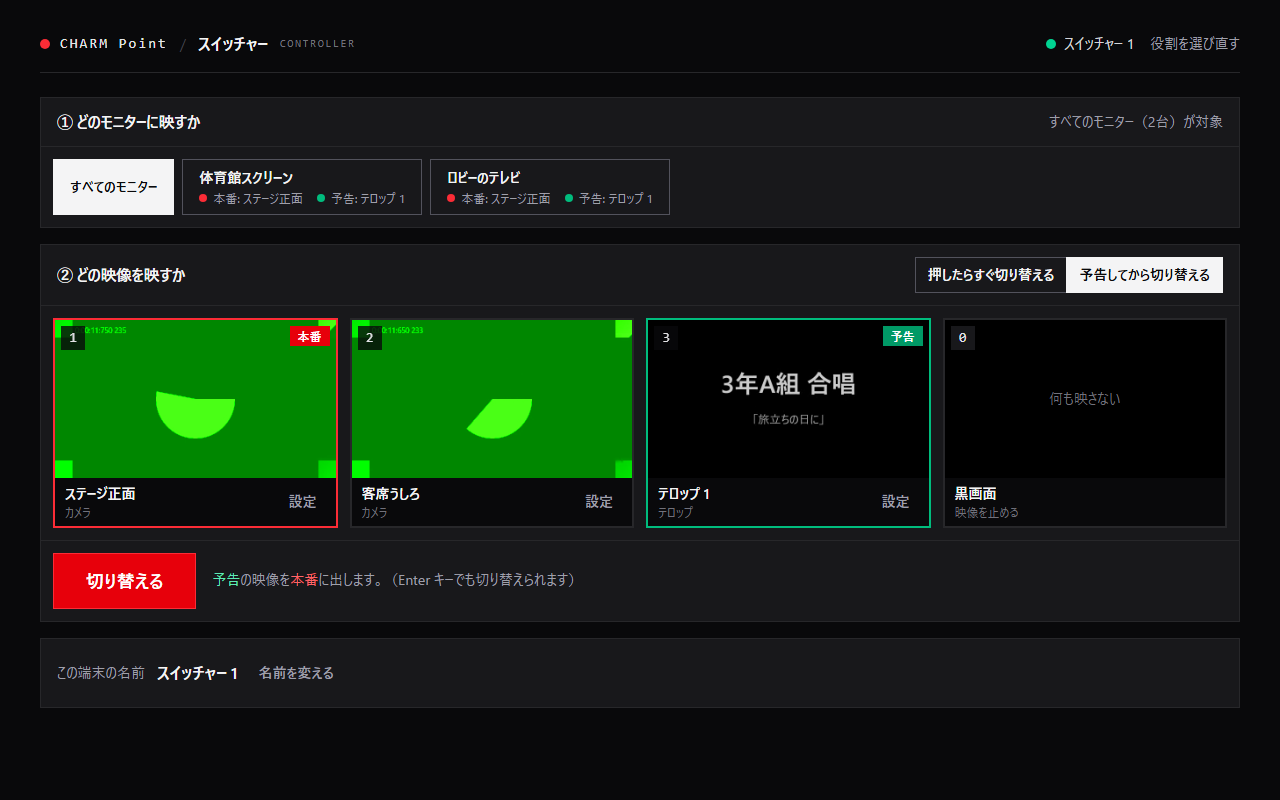 CHARM Point / スイッチャー CONTROLLER
スイッチャー 1 役割を選び直す
① どのモニターに映すか
すべてのモニター（2台）が対象
すべてのモニター
体育館スクリーン
本番: ステージ正面 予告: テロップ 1
ロビーのテレビ
本番: ステージ正面 予告: テロップ 1
② どの映像を映すか
押したらすぐ切り替える 予告してから切り替える
1
0:11:750 235
本番
ステージ正面
カメラ
設定
2
0:11:650 233
客席うしろ
カメラ
設定
3
予告
3年A組 合唱
「旅立ちの日に」
テロップ 1
テロップ
設定
0
何も映さない
黒画面
映像を止める
切り替える
予告の映像を本番に出します。（Enter キーでも切り替えられます）
この端末の名前 スイッチャー 1 名前を変える